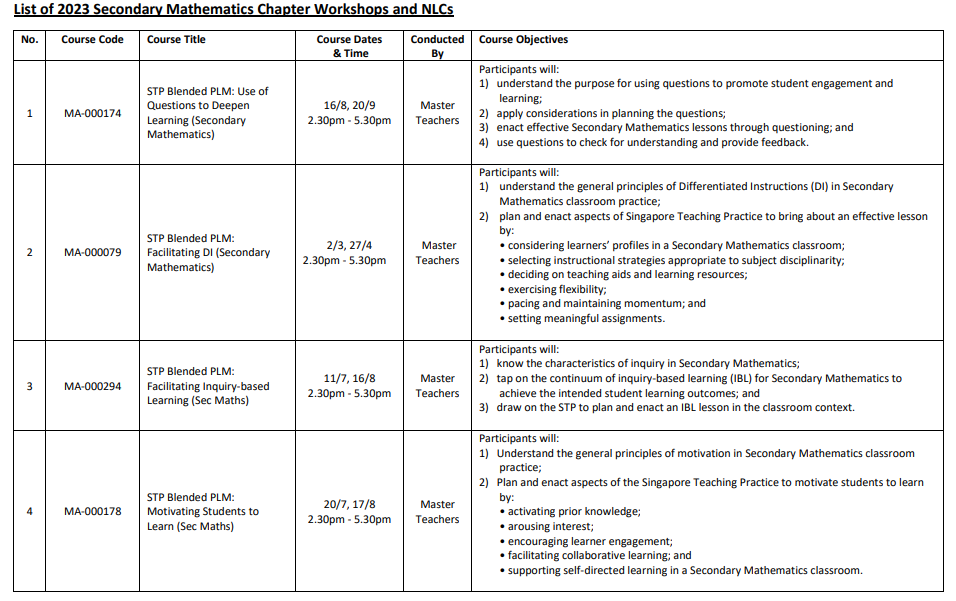 List of 2023 Secondary Mathematics Chapter Workshops and NLCs
No. Course Code Course Title Course Dates & Time Conducted By Course Objectives
1
MA-000174
STP Blended PLM: Use of
Questions to Deepen
Learning (Secondary
Mathematics)
16/8, 20/9
2.30pm - 5.30pm
Master
Teachers
Participants will:
1) understand the purpose for using questions to promote student engagement and
learning;
2) apply considerations in planning the questions;
3) enact effective Secondary Mathematics lessons through questioning; and
4) use questions to check for understanding and provide feedback.
2
MA-000079
STP Blended PLM:
Facilitating DI (Secondary
Mathematics)
2/3, 27/4
2.30pm - 5.30pm
Master
Teachers
Participants will:
1) understand the general principles of Differentiated Instructions (DI) in Secondary
Mathematics classroom practice;
2) plan and enact aspects of Singapore Teaching Practice to bring about an effective lesson
by:
• considering learners’ profiles in a Secondary Mathematics classroom;
• selecting instructional strategies appropriate to subject disciplinarity;
• deciding on teaching aids and learning resources;
• exercising flexibility;
• pacing and maintaining momentum; and
• setting meaningful assignments.
3
MA-000294
STP Blended PLM:
Facilitating Inquiry-based
Learning (Sec Maths)
11/7, 16/8
2.30pm - 5.30pm
Master
Teachers
Participants will:
1) know the characteristics of inquiry in Secondary Mathematics;
2) tap on the continuum of inquiry-based learning (IBL) for Secondary Mathematics to
achieve the intended student learning outcomes; and
3) draw on the STP to plan and enact an IBL lesson in the classroom context.
4
MA-000178
STP Blended PLM:
Motivating Students to
Learn (Sec Maths)
20/7, 17/8
2.30pm - 5.30pm
Master
Teachers
Participants will:
1) Understand the general principles of motivation in Secondary Mathematics classroom
practice;
2) Plan and enact aspects of the Singapore Teaching Practice to motivate students to learn
by:
• activating prior knowledge;
• arousing interest;
• encouraging learner engagement;
• facilitating collaborative learning; and
• supporting self-directed learning in a Secondary Mathematics classroom.